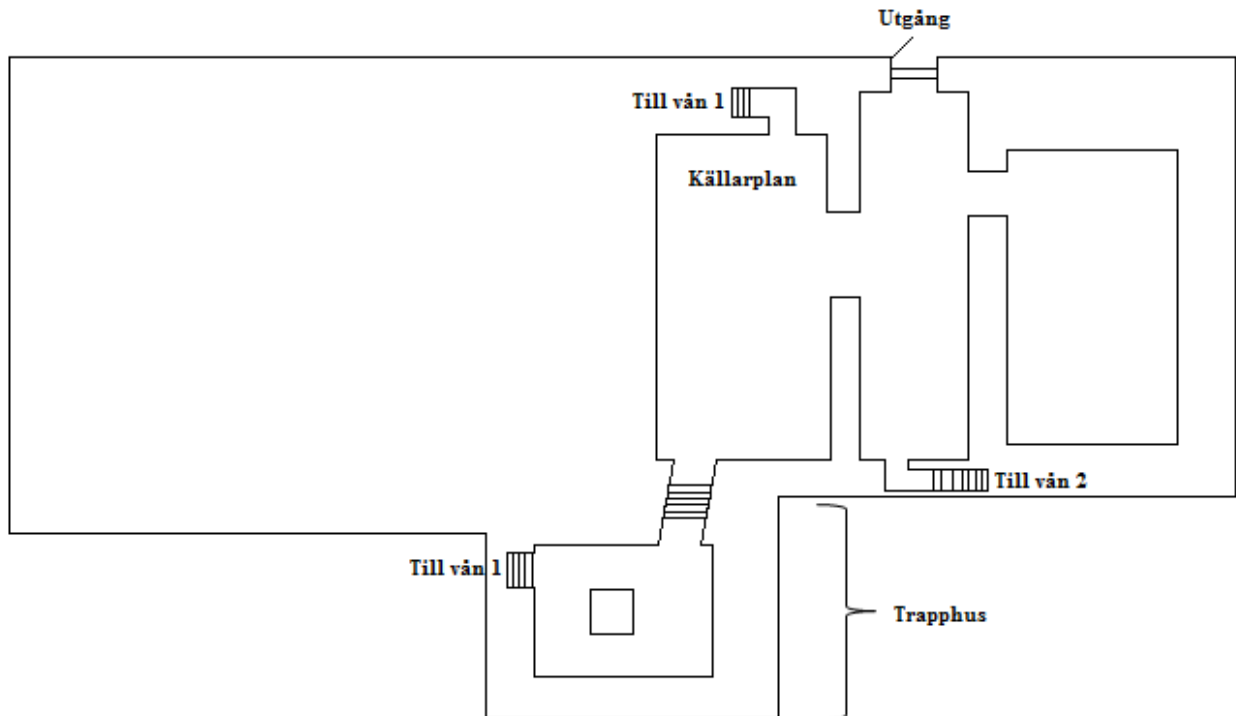 Utgång
Till vån 1
Källarplan
Till vån 2
Till vån 1
Trapphus